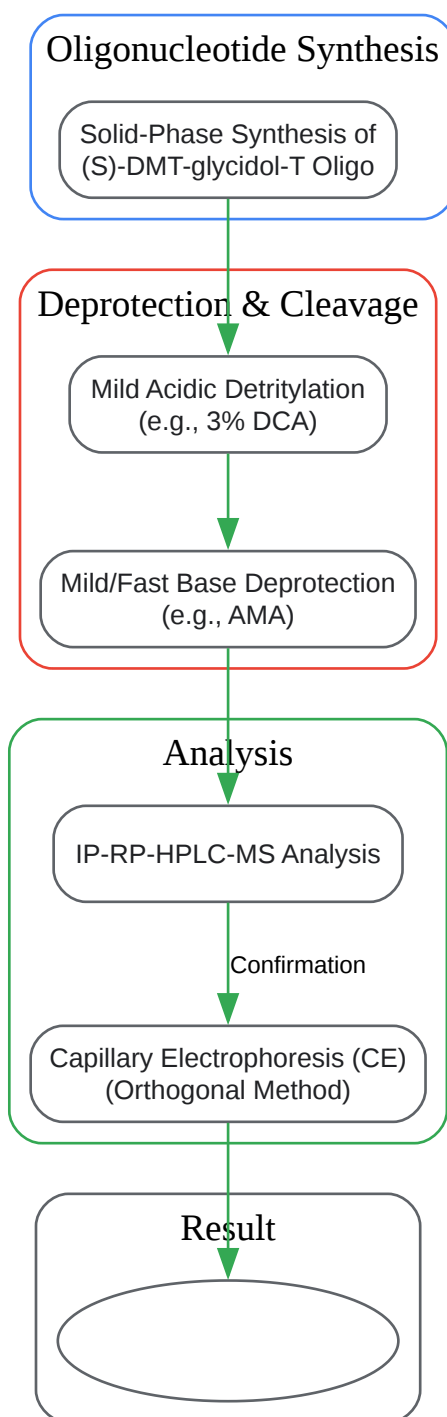 Oligonucleotide Synthesis
Solid-Phase Synthesis of
(S)-DMT-glycidol-T Oligo
Deprotection & Cleavage
Mild Acidic Detritylation
(e.g., 3% DCA)
Mild/Fast Base Deprotection
(e.g., AMA)
Analysis
IP-RP-HPLC-MS Analysis
Confirmation
Capillary Electrophoresis (CE)
(Orthogonal Method)
Result